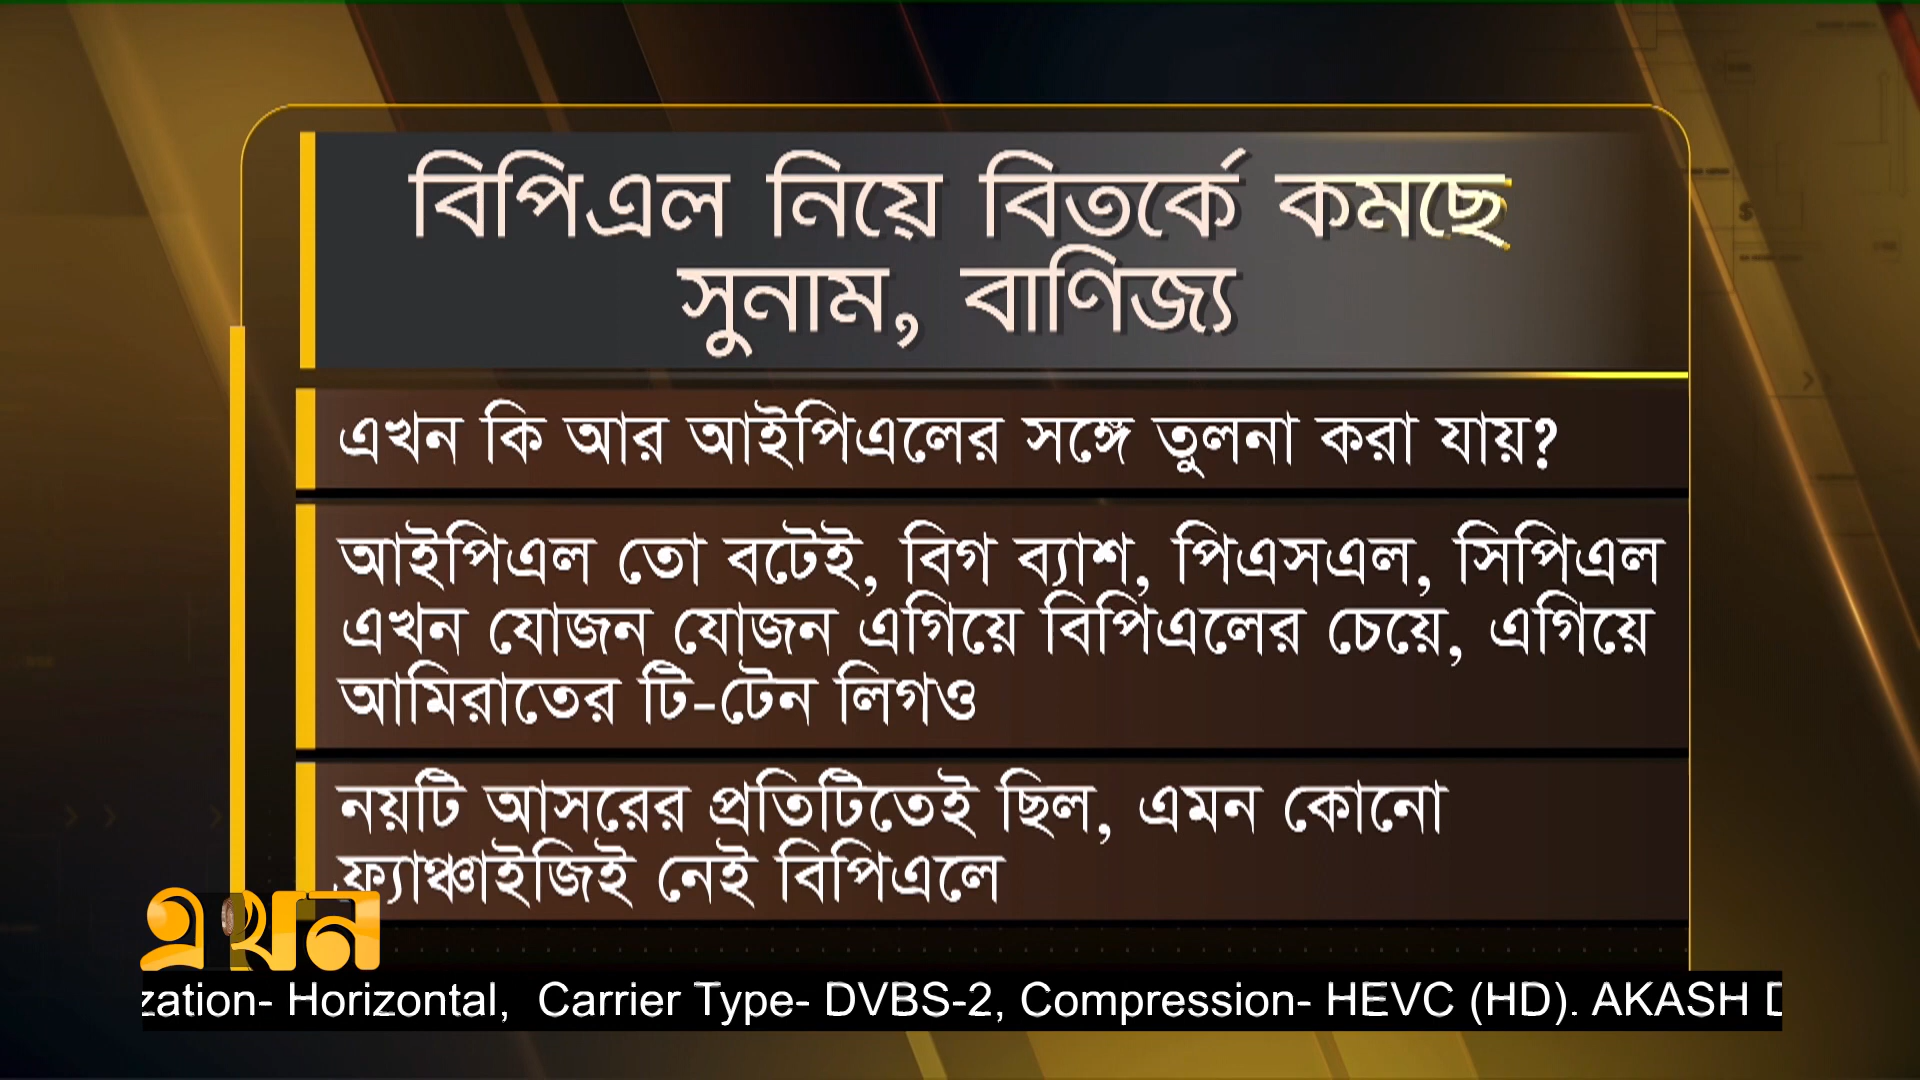 বিপিএল নিয়ে বিতর্কে কমছে
সুনাম, বাণিজ্য
এখন কি আর আইপিএলের সঙ্গে তুলনা করা যায়?
আইপিএল তো বটেই, বিগ ব্যাশ, পিএসএল, সিপিএল
এখন যোজন যোজন এগিয়ে বিপিএলের চেয়ে, এগিয়ে
আমিরাতের টি-টেন লিগও
নয়টি আসরের প্রতিটিতেই ছিল, এমন কোনো
ফ্যাঞ্চাইজিই নেই বিপিএলে
এখন
zation- Horizontal, Carrier Type- DVBS-2, Compression- HEVC (HD). AKASH D